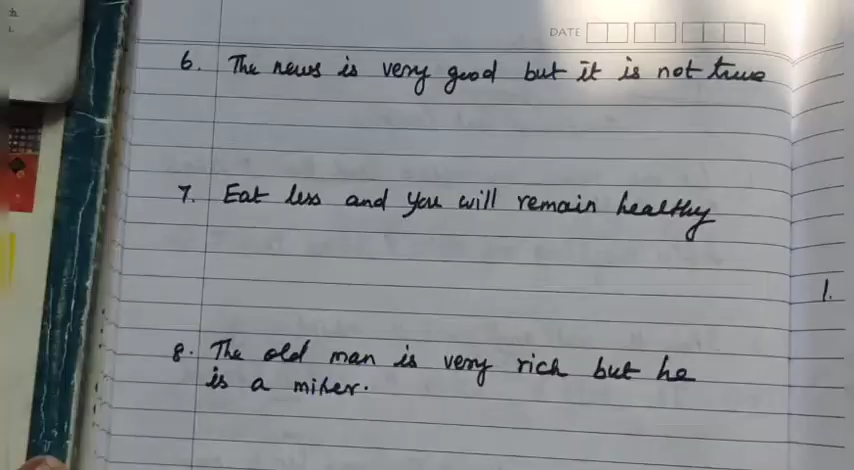 DATE
6. The news is very good but it is not true
7. Eat less and you will remain healthy
1.
8. The old man is very rich but he
is a miser.